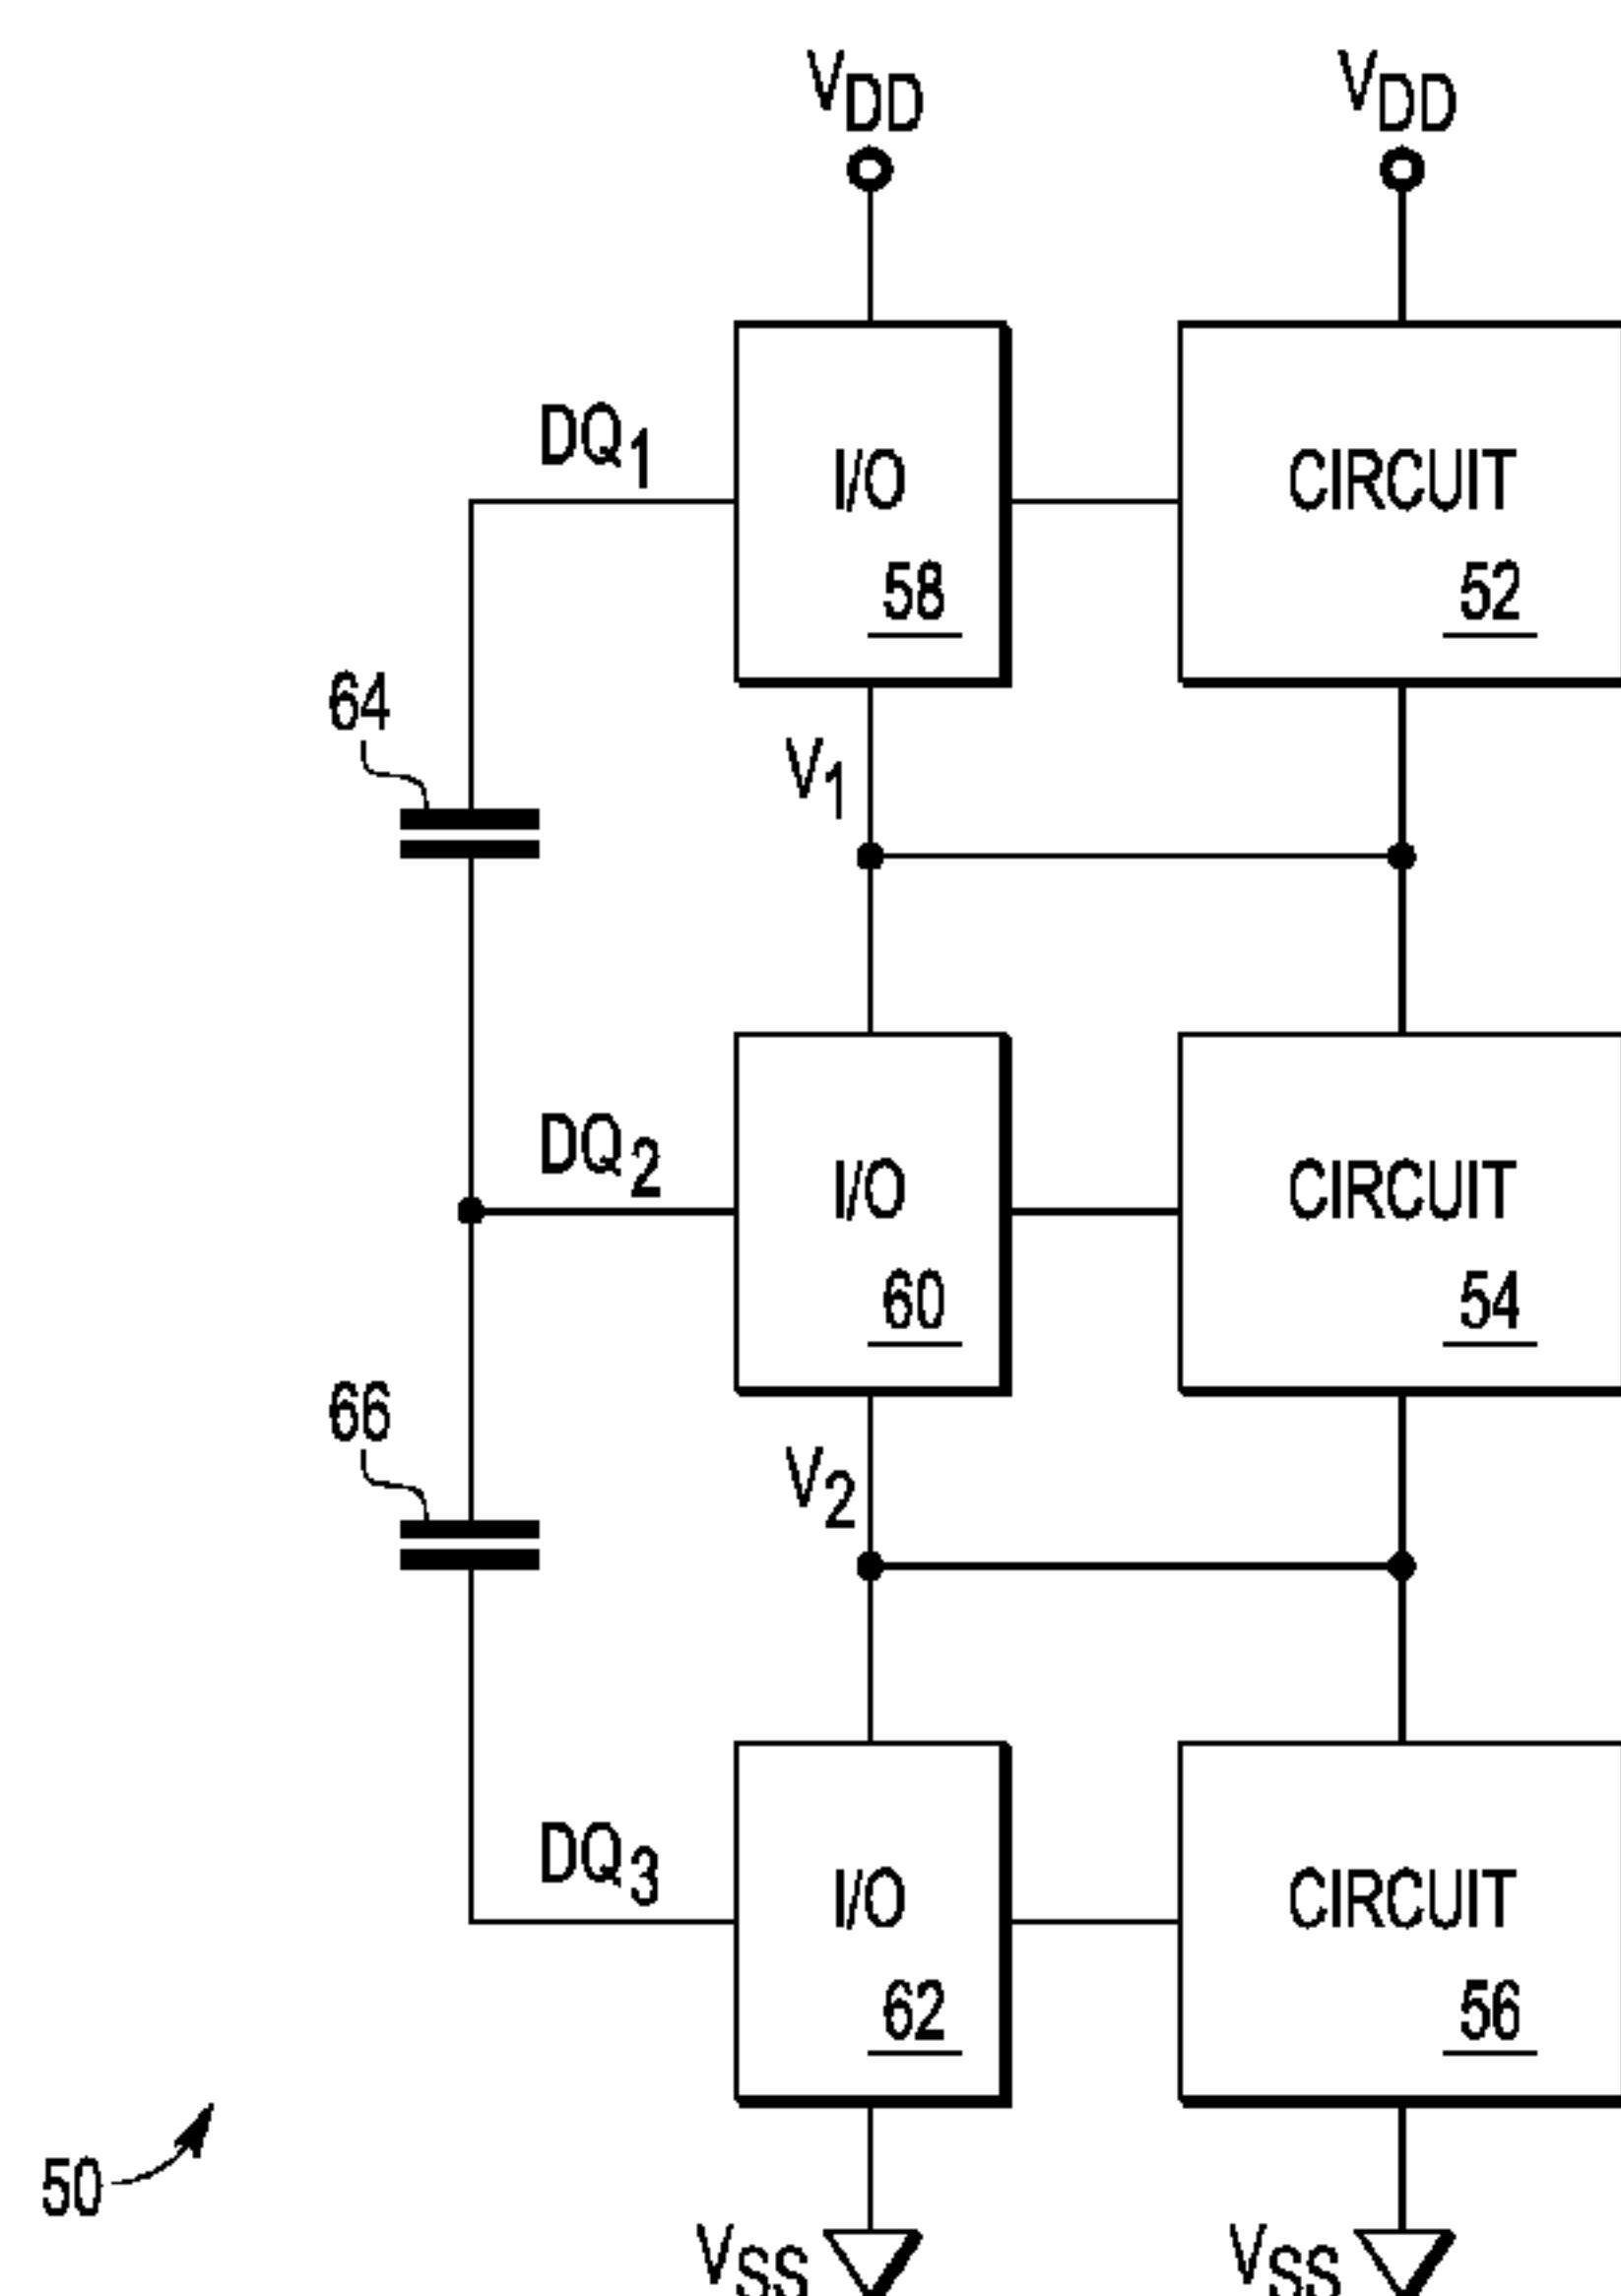 VDD VDD
DQ1 I/O CIRCUIT
58 52
64
V1
DQ2 I/O CIRCUIT
60 54
66
V2
DQ3 I/O CIRCUIT
62 56
50
VSS VSS